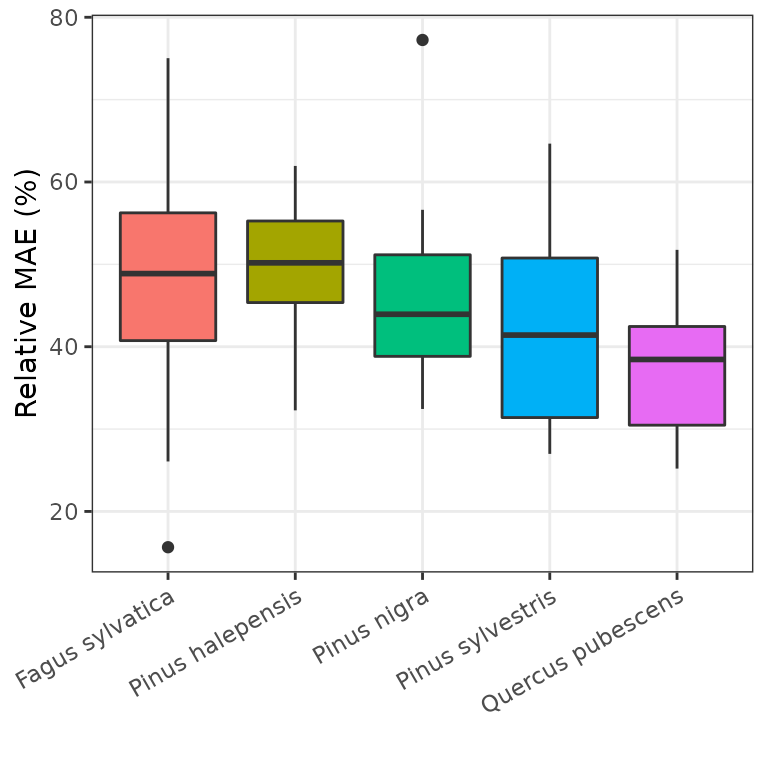 Relative MAE (%)
80
60
40
20
Fagus sylvatica
Pinus halepensis
Pinus nigra
Pinus sylvestris
Quercus pubescens